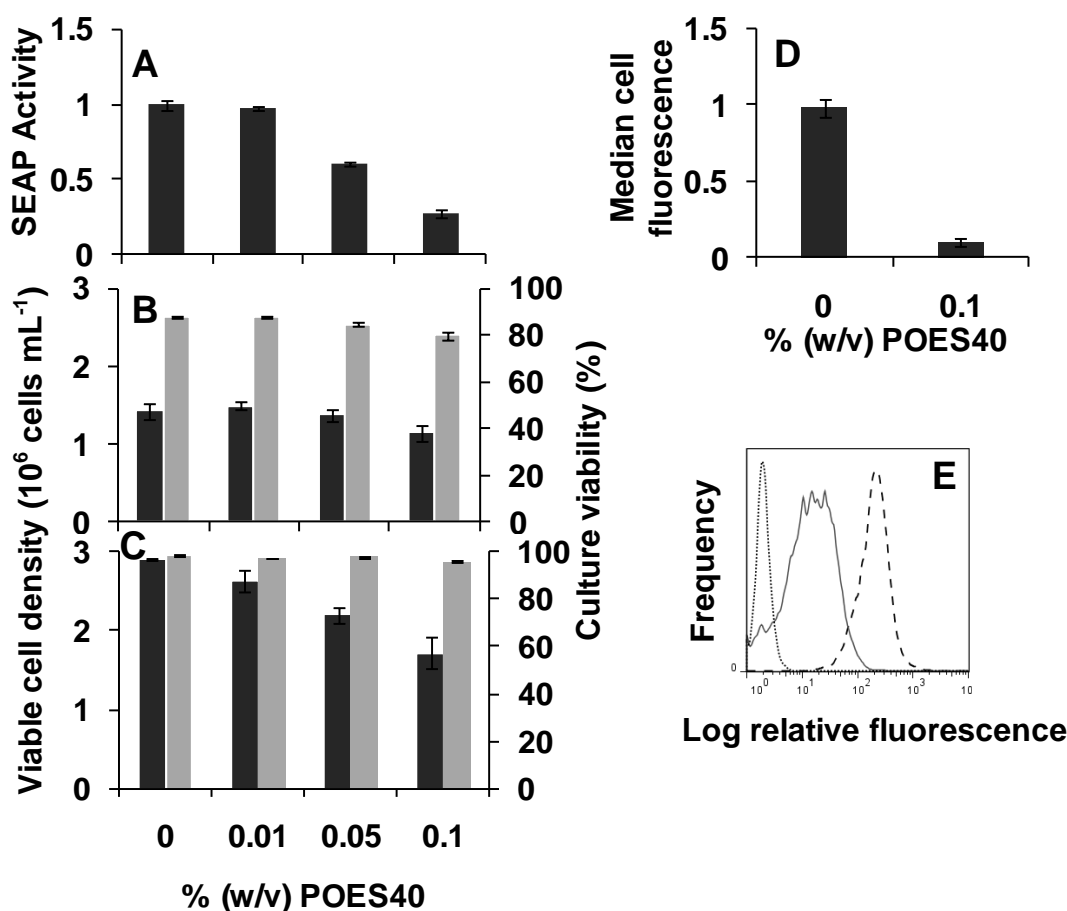 A
SEAP Activity
1.5
1
0.5
0
B
C
Viable cell density (10⁶ cells mL⁻¹)
Culture viability (%)
3
2
1
0
100
80
60
40
20
0
3
2
1
0
100
80
60
40
20
0
0 0.01 0.05 0.1
% (w/v) POES40
D
Median cell
fluorescence
1.5
1
0.5
0
0 0.1
% (w/v) POES40
E
Frequency
0
10⁰ 10¹ 10² 10³
Log relative fluorescence